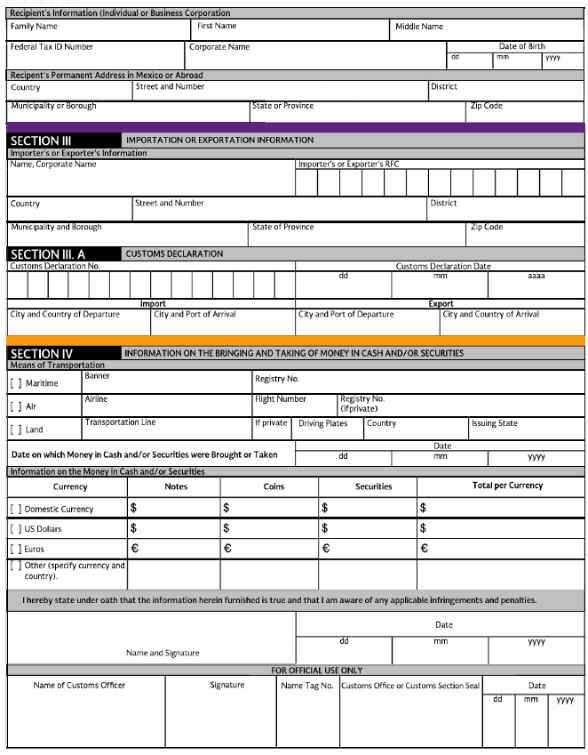 Recipient's Information (Individual or Business Corporation
Family Name First Name Middle Name
Federal Tax ID Number Corporate Name Date of Birth
dd mm yyyy
Recipent's Permanent Address in Mexico or Abroad
Country Street and Number District
Municipality or Borough State or Province Zip Code
SECTION III IMPORTATION OR EXPORTATION INFORMATION
Importer's or Exporter's Information
Name, Corporate Name Importer's or Exporter's RFC
Country Street and Number District
Municipality and Borough State of Province Zip Code
SECTION III. A CUSTOMS DECLARATION
Customs Declaration No. Customs Declaration Date
dd mm aaaa
Import Export
City and Country of Departure City and Port of Arrival City and Port of Departure City and Country of Arrival
SECTION IV INFORMATION ON THE BRINGING AND TAKING OF MONEY IN CASH AND/OR SECURITIES
Means of Transportation
[ ] Maritime Banner Registry No.
[ ] Air Airline Flight Number Registry No.
(ifprivate)
[ ] Land Transportation Line If private Driving Plates Country Issuing State
Date on which Money in Cash and/or Securities were Brought or Taken Date
dd mm yyyy
Information on the Money in Cash and/or Securities
Currency Notes Coins Securities Total per Currency
[ ] Domestic Currency $ $ $ $
[ ] US Dollars $ $ $ $
[ ] Euros € € € €
[ ] Other (specify currency and
country).
I hereby state under oath that the information herein furnished is true and that I am aware of any applicable infringements and penalties.
Date
dd mm yyyy
Name and Signature
FOR OFFICIAL USE ONLY
Name of Customs Officer Signature Name Tag No. Customs Office or Customs Section Seal Date
dd mm yyyy